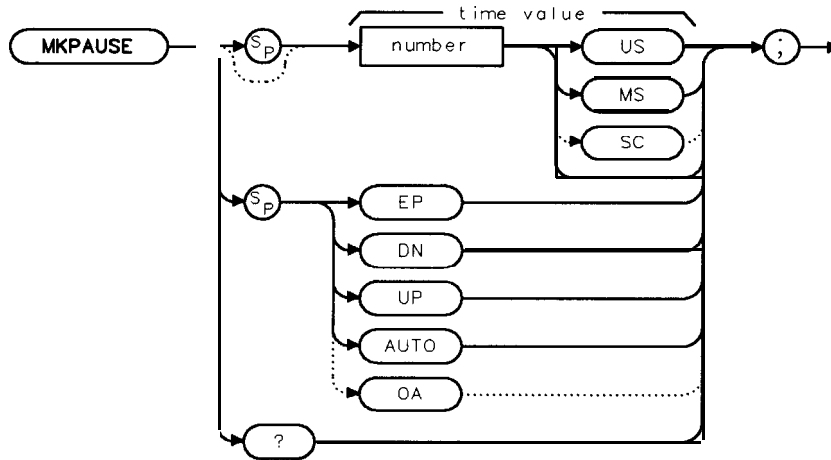 time value
MKPAUSE SP number US ;
MS
SC
SP EP
DN
UP
AUTO
OA
?